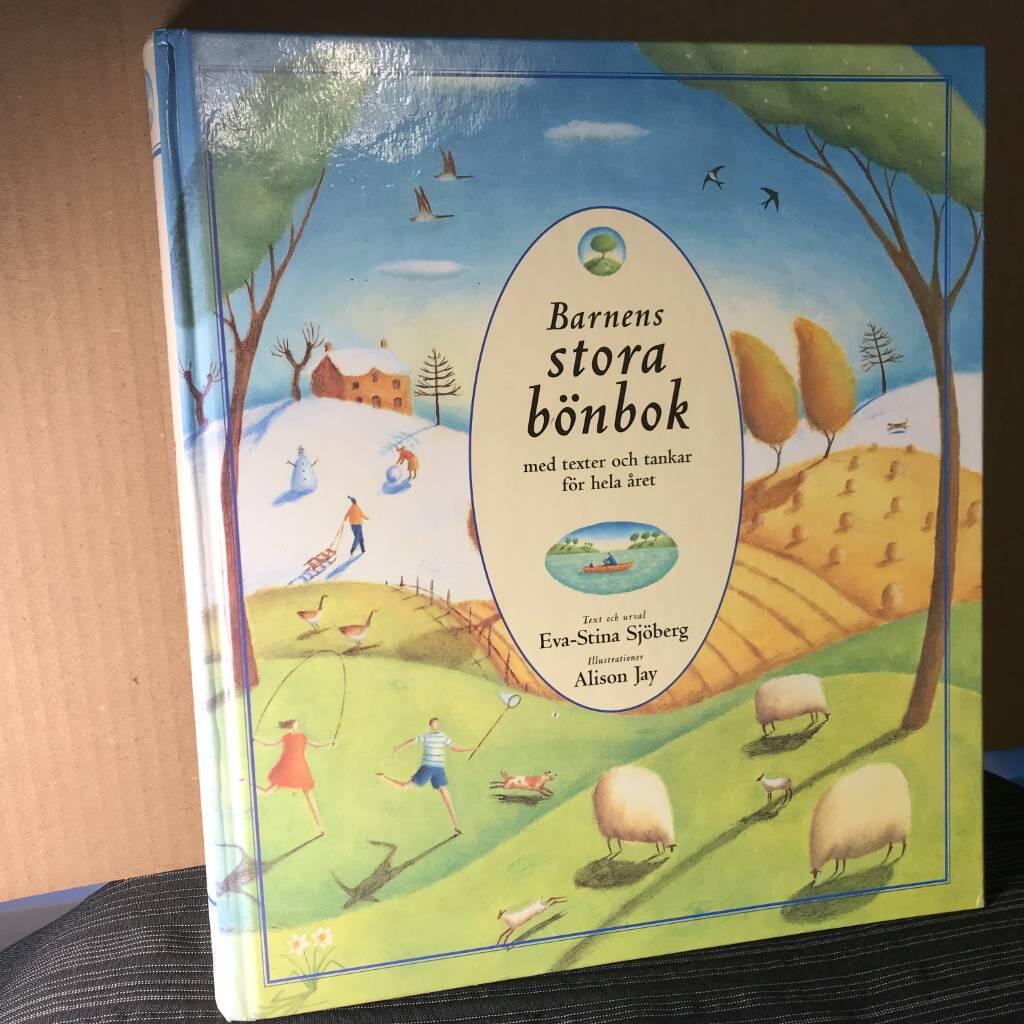 Barnens
stora
bönbok
med texter och tankar
för hela året
Text och urval
Eva-Stina Sjöberg
Illustrationer
Alison Jay